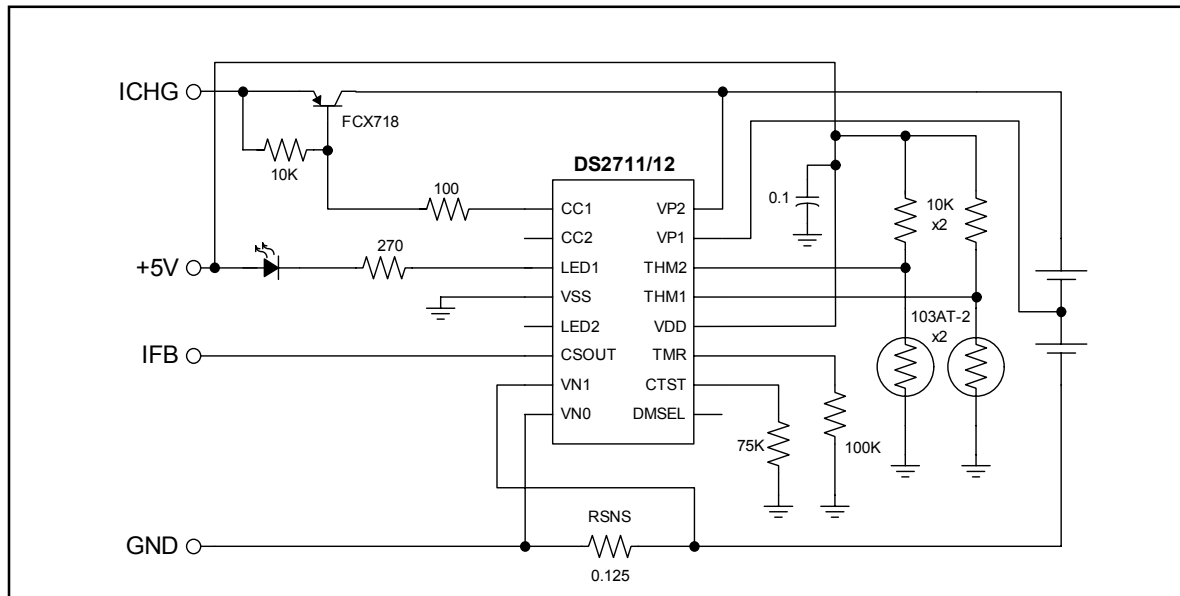 ICHG
FCX718
10K
DS2711/12
100
0.1
10K
x2
CC1
VP2
CC2
VP1
+5V
270
LED1
THM2
VSS
THM1
103AT-2
x2
LED2
VDD
IFB
CSOUT
TMR
VN1
CTST
VN0
DMSEL
75K
100K
RSNS
GND
0.125